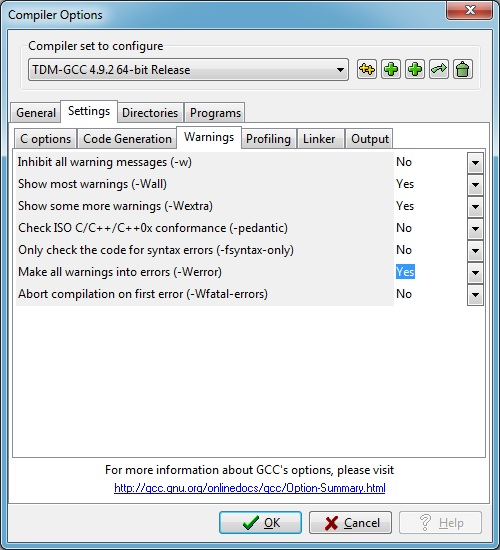 Compiler Options
Compiler set to configure
TDM-GCC 4.9.2 64-bit Release
General Settings Directories Programs
C options Code Generation Warnings Profiling Linker Output
Inhibit all warning messages (-w) No
Show most warnings (-Wall) Yes
Show some more warnings (-Wextra) Yes
Check ISO C/C++/C++0x conformance (-pedantic) No
Only check the code for syntax errors (-fsyntax-only) No
Make all warnings into errors (-Werror) Yes
Abort compilation on first error (-Wfatal-errors) No
For more information about GCC's options, please visit
http://gcc.gnu.org/onlinedocs/gcc/Option-Summary.html
OK Cancel ? Help